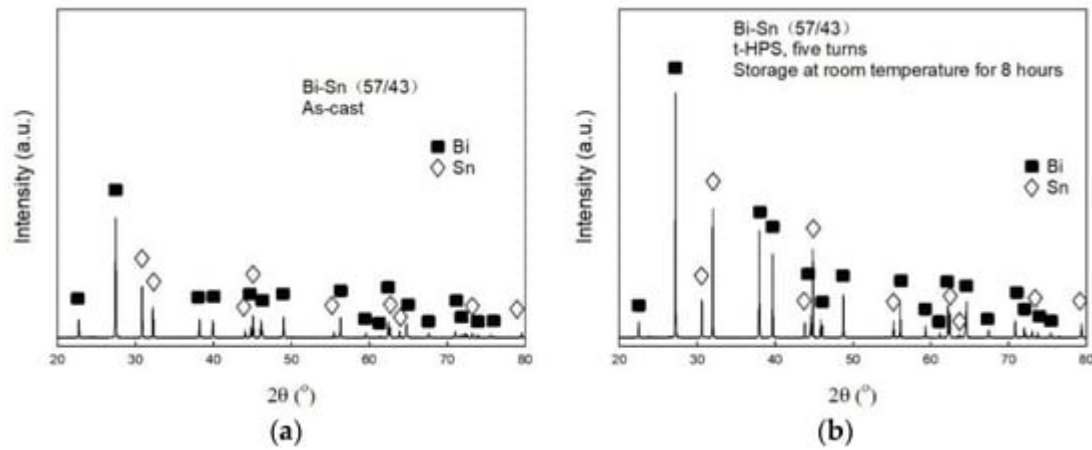 Bi-Sn（57/43）
As-cast
Bi
Sn
Intensity (a.u.)
20 30 40 50 60 70 80
2θ (°)
(a)
Bi-Sn（57/43）
t-HPS, five turns
Storage at room temperature for 8 hours
Bi
Sn
Intensity (a.u.)
20 30 40 50 60 70 80
2θ (°)
(b)